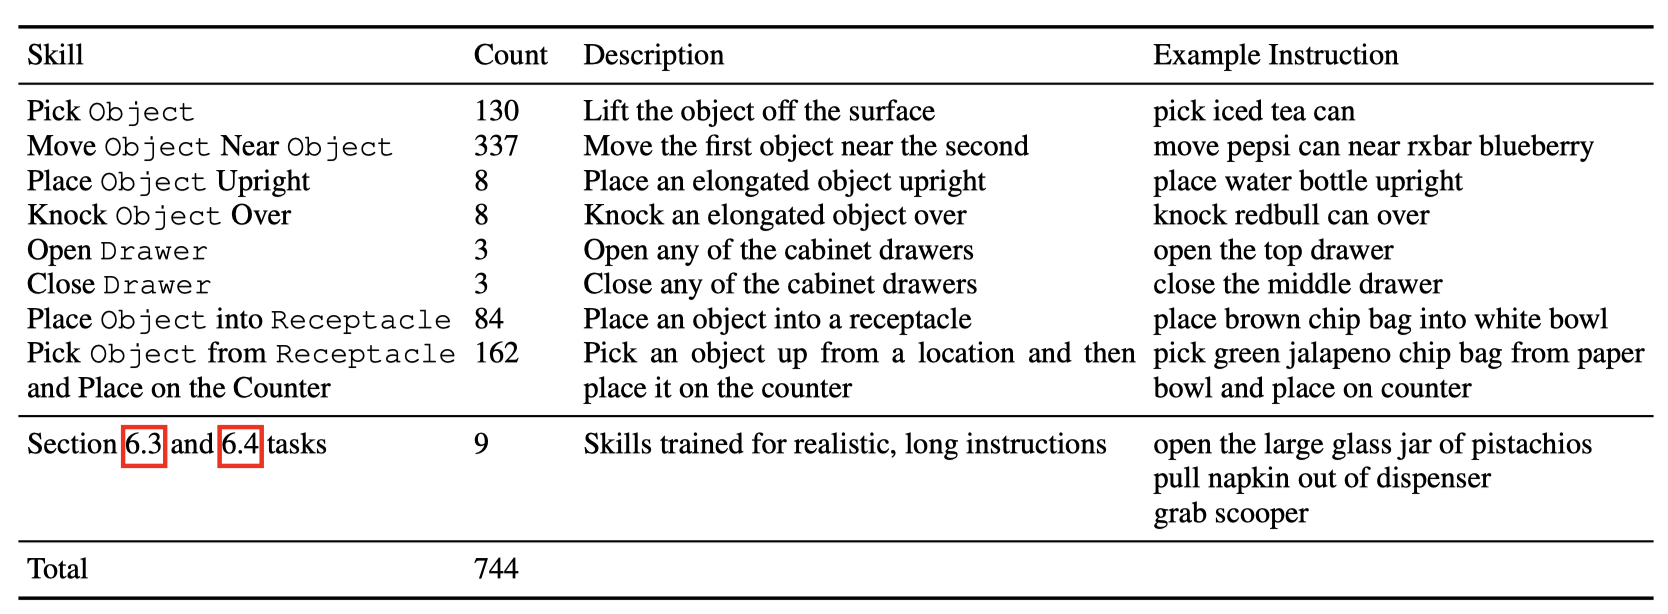 Skill Count Description Example Instruction
Pick Object 130 Lift the object off the surface pick iced tea can
Move Object Near Object 337 Move the first object near the second move pepsi can near rxbar blueberry
Place Object Upright 8 Place an elongated object upright place water bottle upright
Knock Object Over 8 Knock an elongated object over knock redbull can over
Open Drawer 3 Open any of the cabinet drawers open the top drawer
Close Drawer 3 Close any of the cabinet drawers close the middle drawer
Place Object into Receptacle 84 Place an object into a receptacle place brown chip bag into white bowl
Pick Object from Receptacle 162 Pick an object up from a location and then pick green jalapeno chip bag from paper
and Place on the Counter place it on the counter bowl and place on counter
Section 6.3 and 6.4 tasks 9 Skills trained for realistic, long instructions open the large glass jar of pistachios
pull napkin out of dispenser
grab scooper
Total 744